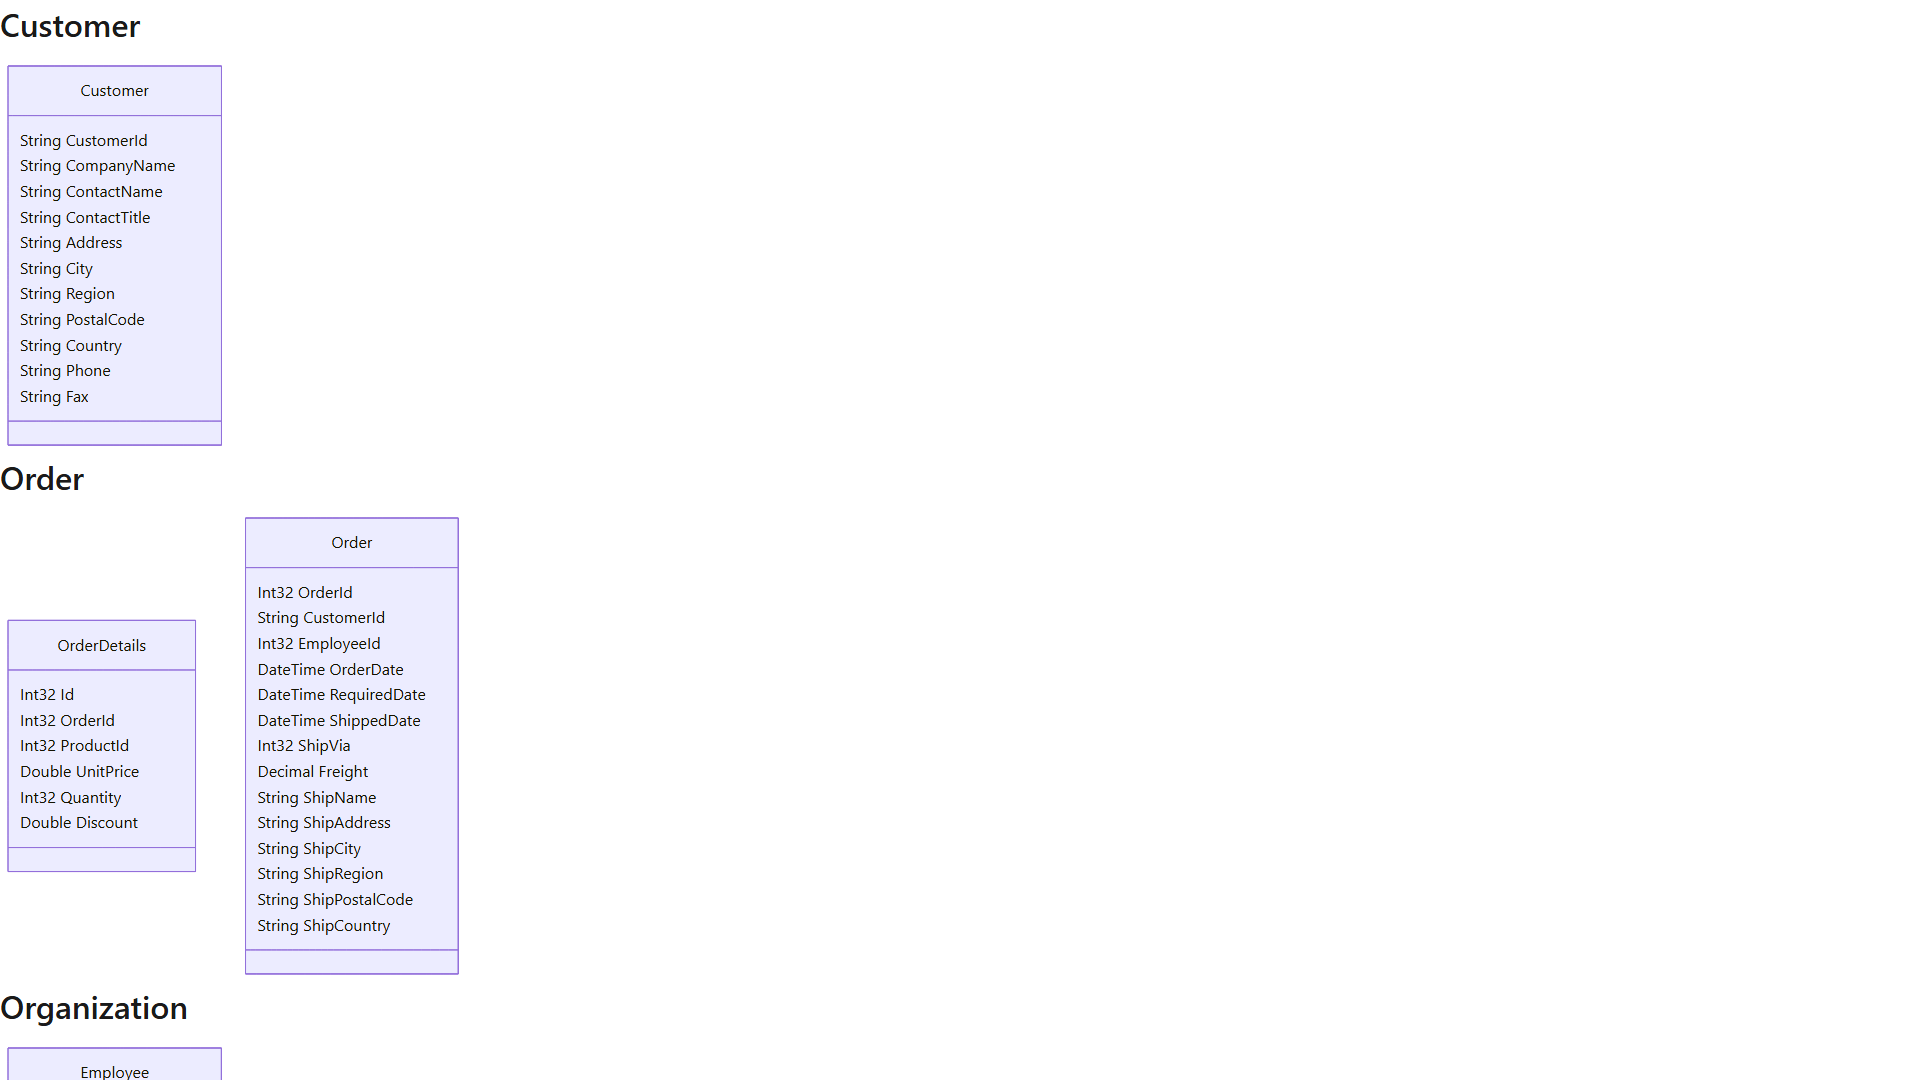 Customer
Customer
String CustomerId
String CompanyName
String ContactName
String ContactTitle
String Address
String City
String Region
String PostalCode
String Country
String Phone
String Fax
Order
OrderDetails
Int32 Id
Int32 OrderId
Int32 ProductId
Double UnitPrice
Int32 Quantity
Double Discount
Order
Int32 OrderId
String CustomerId
Int32 EmployeeId
DateTime OrderDate
DateTime RequiredDate
DateTime ShippedDate
Int32 ShipVia
Decimal Freight
String ShipName
String ShipAddress
String ShipCity
String ShipRegion
String ShipPostalCode
String ShipCountry
Organization
Employee